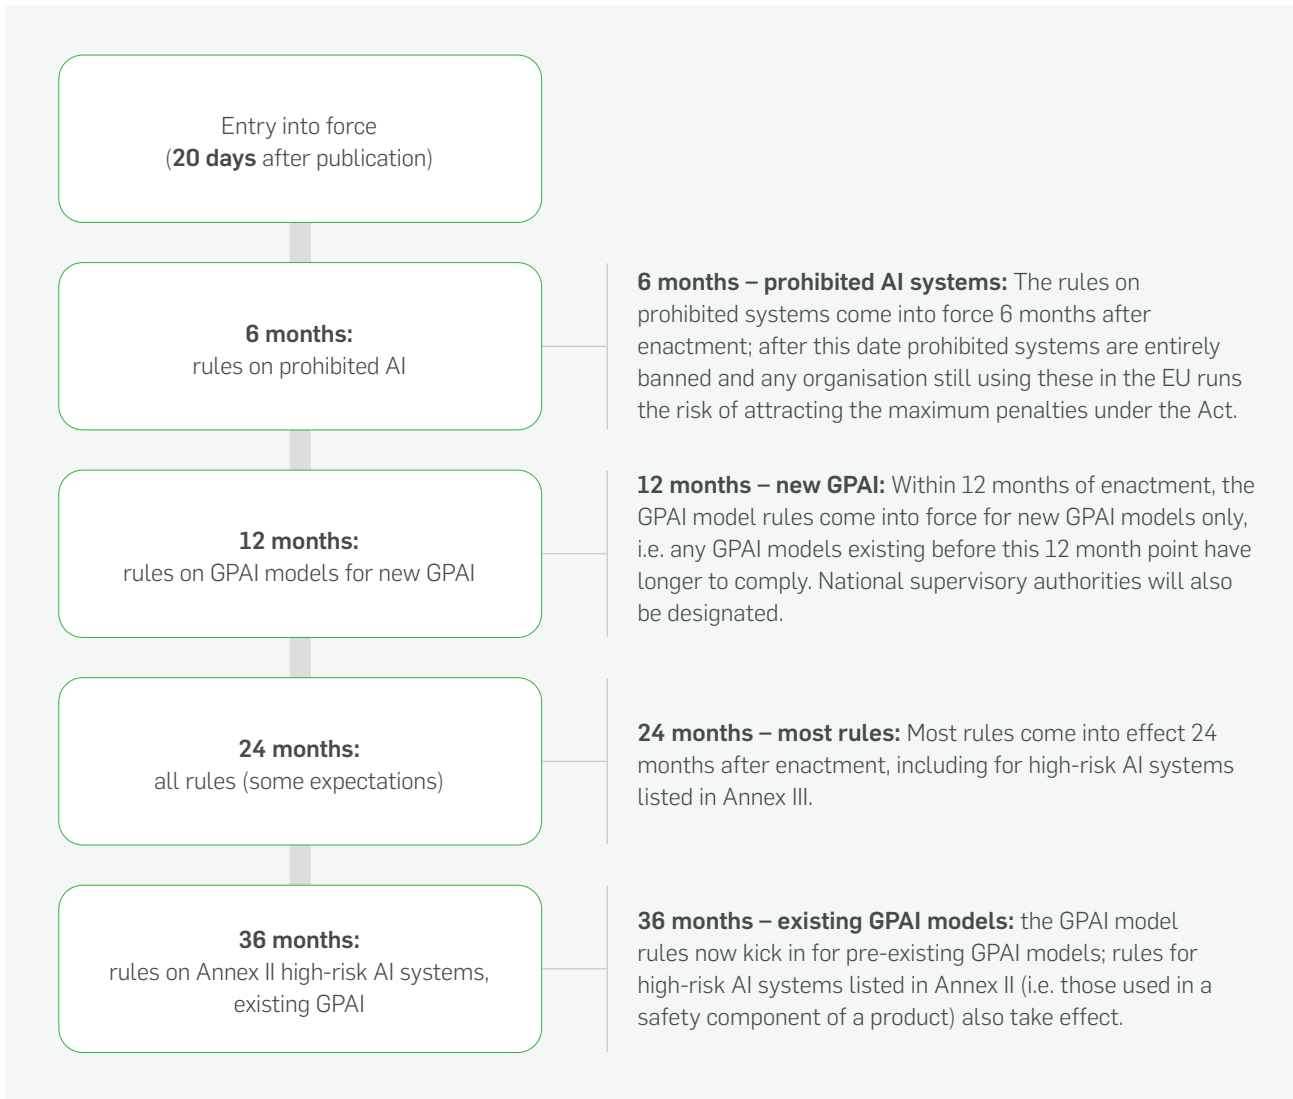 Entry into force
(20 days after publication)
6 months:
rules on prohibited AI
6 months – prohibited AI systems: The rules on
prohibited systems come into force 6 months after
enactment; after this date prohibited systems are entirely
banned and any organisation still using these in the EU runs
the risk of attracting the maximum penalties under the Act.
12 months:
rules on GPAI models for new GPAI
12 months – new GPAI: Within 12 months of enactment, the
GPAI model rules come into force for new GPAI models only,
i.e. any GPAI models existing before this 12 month point have
longer to comply. National supervisory authorities will also
be designated.
24 months:
all rules (some expectations)
24 months – most rules: Most rules come into effect 24
months after enactment, including for high-risk AI systems
listed in Annex III.
36 months:
rules on Annex II high-risk AI systems,
existing GPAI
36 months – existing GPAI models: the GPAI model
rules now kick in for pre-existing GPAI models; rules for
high-risk AI systems listed in Annex II (i.e. those used in a
safety component of a product) also take effect.